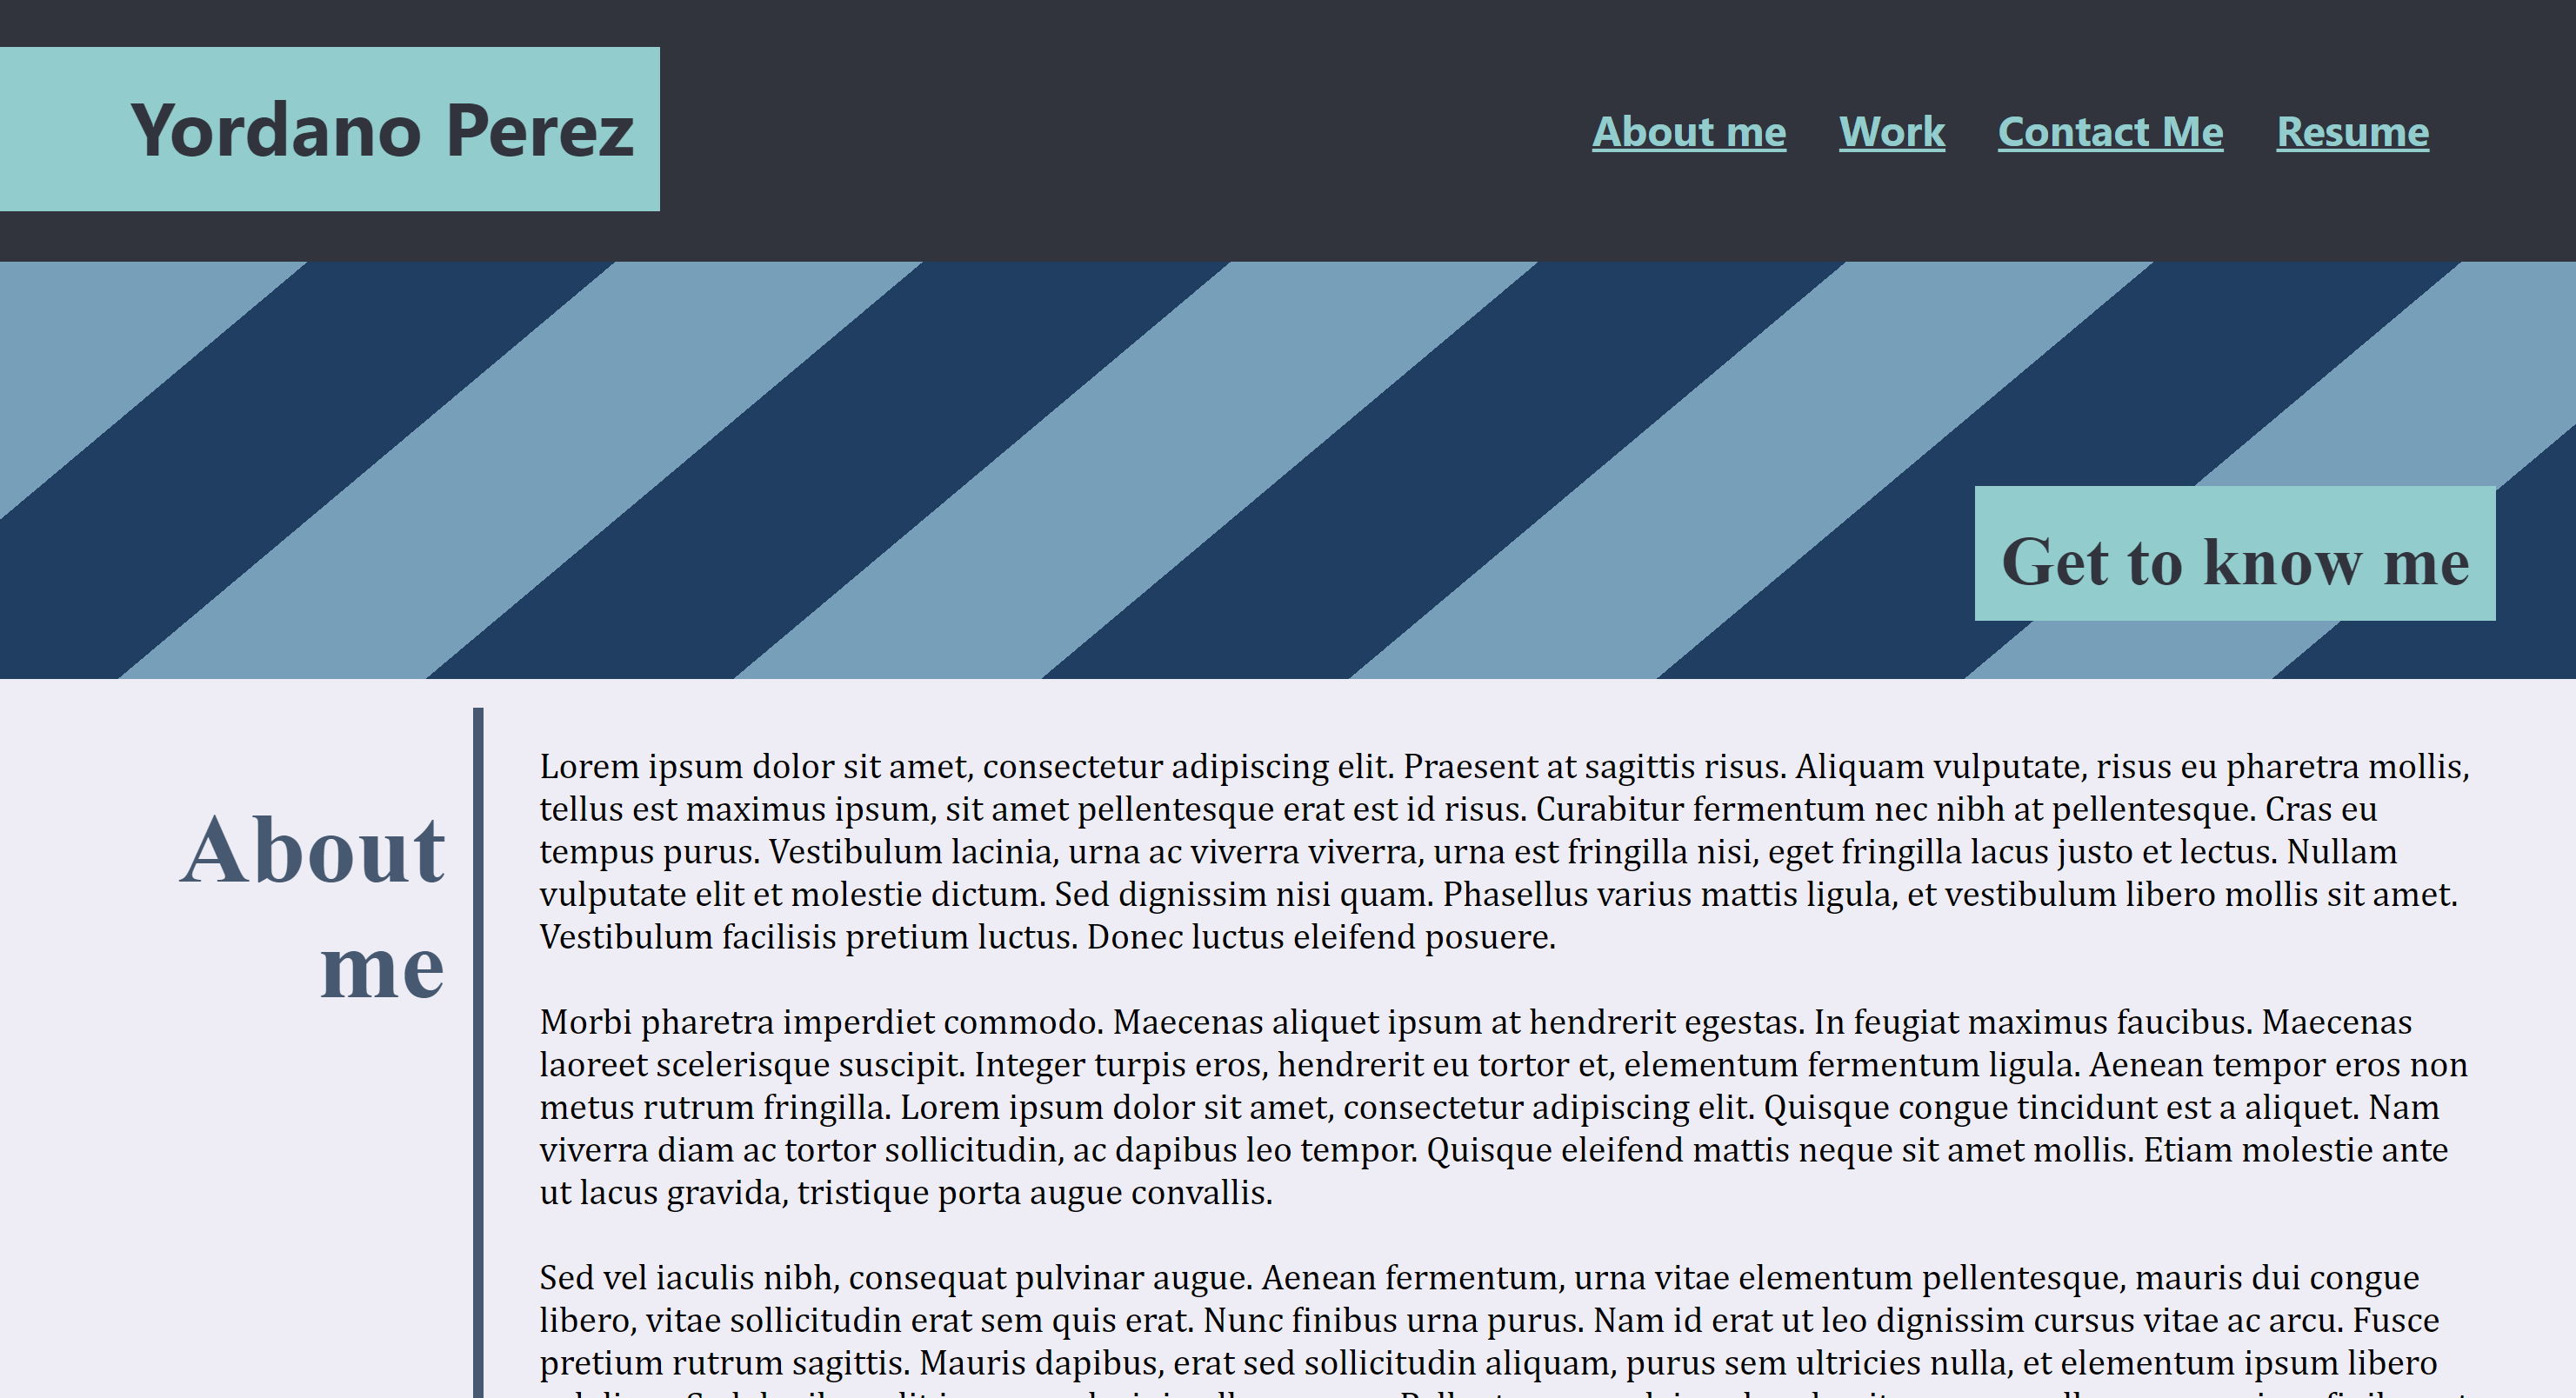 Yordano Perez
About me Work Contact Me Resume
Get to know me
About
me
Lorem ipsum dolor sit amet, consectetur adipiscing elit. Praesent at sagittis risus. Aliquam vulputate, risus eu pharetra mollis,
tellus est maximus ipsum, sit amet pellentesque erat est id risus. Curabitur fermentum nec nibh at pellentesque. Cras eu
tempus purus. Vestibulum lacinia, urna ac viverra viverra, urna est fringilla nisi, eget fringilla lacus justo et lectus. Nullam
vulputate elit et molestie dictum. Sed dignissim nisi quam. Phasellus varius mattis ligula, et vestibulum libero mollis sit amet.
Vestibulum facilisis pretium luctus. Donec luctus eleifend posuere.
Morbi pharetra imperdiet commodo. Maecenas aliquet ipsum at hendrerit egestas. In feugiat maximus faucibus. Maecenas
laoreet scelerisque suscipit. Integer turpis eros, hendrerit eu tortor et, elementum fermentum ligula. Aenean tempor eros non
metus rutrum fringilla. Lorem ipsum dolor sit amet, consectetur adipiscing elit. Quisque congue tincidunt est a aliquet. Nam
viverra diam ac tortor sollicitudin, ac dapibus leo tempor. Quisque eleifend mattis neque sit amet mollis. Etiam molestie ante
ut lacus gravida, tristique porta augue convallis.
Sed vel iaculis nibh, consequat pulvinar augue. Aenean fermentum, urna vitae elementum pellentesque, mauris dui congue
libero, vitae sollicitudin erat sem quis erat. Nunc finibus urna purus. Nam id erat ut leo dignissim cursus vitae ac arcu. Fusce
pretium rutrum sagittis. Mauris dapibus, erat sed sollicitudin aliquam, purus sem ultricies nulla, et elementum ipsum libero